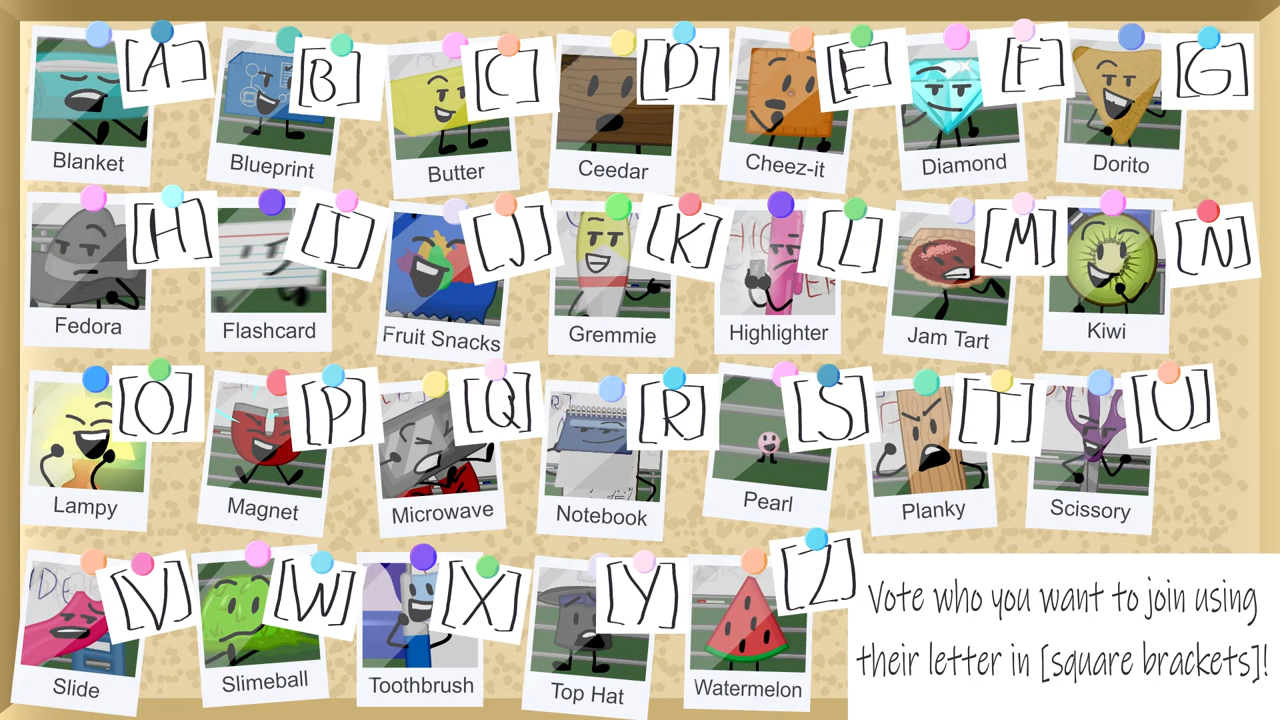 [A] [B] [C] [D] [E] [F] [G]
Blanket Blueprint Butter Ceedar Cheez-it Diamond Dorito
[H] [I] [J] [K] [L] [M] [N]
Fedora Flashcard Fruit Snacks Gremmie Highlighter Jam Tart Kiwi
[O] [P] [Q] [R] [S] [T] [U]
Lampy Magnet Microwave Notebook Pearl Planky Scissory
[V] [W] [X] [Y] [Z]
Slide Slimeball Toothbrush Top Hat Watermelon
Vote who you want to join using
their letter in [square brackets]!